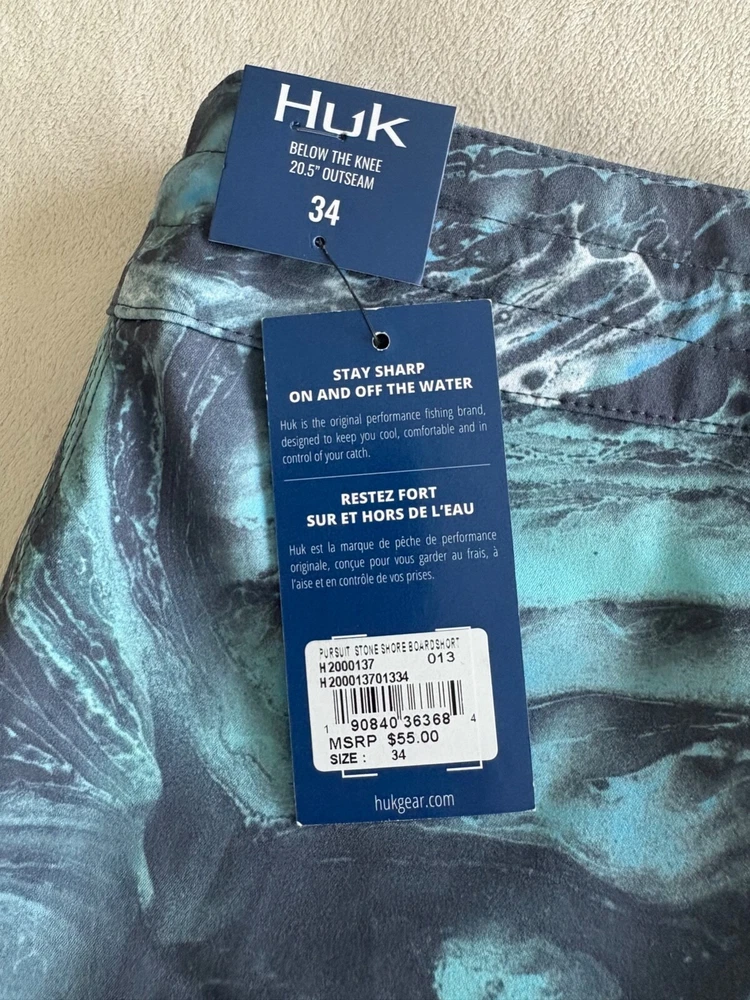 Huk
BELOW THE KNEE
20.5" OUTSEAM
34
STAY SHARP
ON AND OFF THE WATER
Huk is the original performance fishing brand,
designed to keep you cool, comfortable and in
control of your catch.
RESTEZ FORT
SUR ET HORS DE L'EAU
Huk est la marque de pèche de performance
originale, conçue pour vous garder au frais, à
l'aise et en contrôle de vos prises.
PURSUIT STONE SHORE BOARDSHORT
H2000137 013
H200013701334
1 90840 36368 4
MSRP $55.00
SIZE : 34
hukgear.com